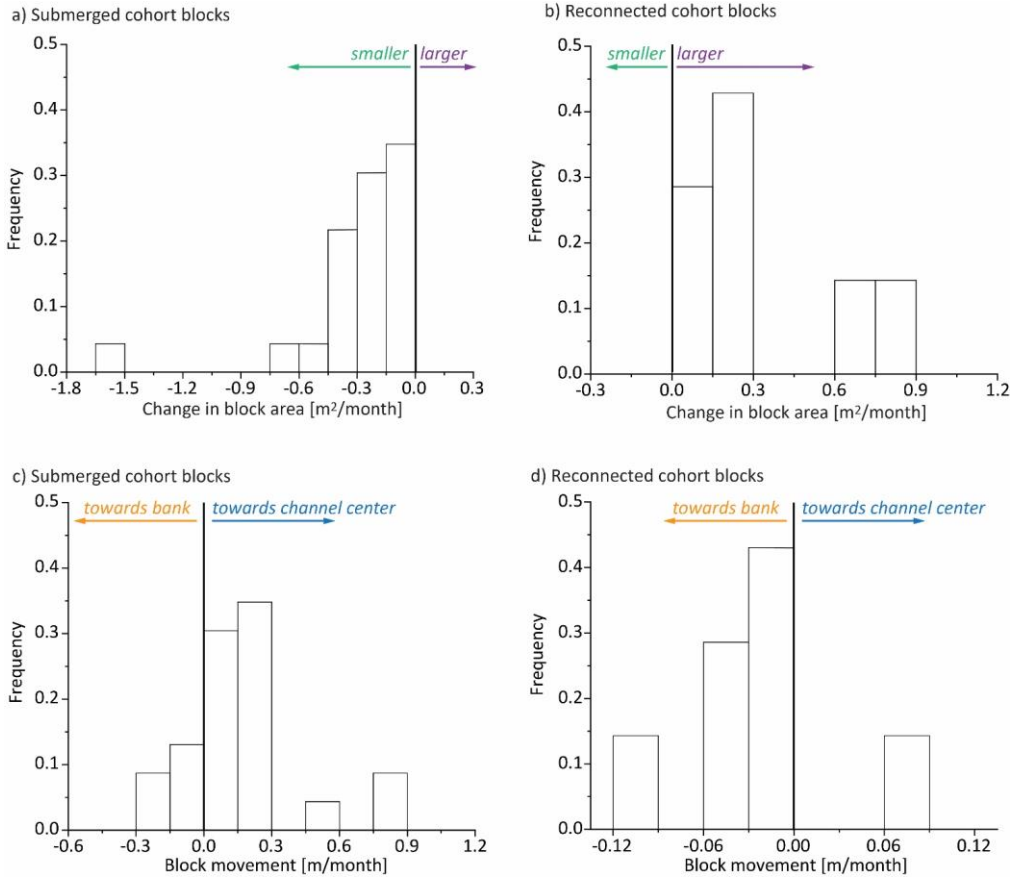 a) Submerged cohort blocks
smaller larger
0.5
0.4
0.3
0.2
0.1
0.0
Frequency
-1.8 -1.5 -1.2 -0.9 -0.6 -0.3 0.0 0.3
Change in block area [m²/month]
b) Reconnected cohort blocks
smaller larger
0.5
0.4
0.3
0.2
0.1
0.0
Frequency
-0.3 0.0 0.3 0.6 0.9 1.2
Change in block area [m²/month]
c) Submerged cohort blocks
towards bank towards channel center
0.5
0.4
0.3
0.2
0.1
0.0
Frequency
-0.6 -0.3 0.0 0.3 0.6 0.9 1.2
Block movement [m/month]
d) Reconnected cohort blocks
towards bank towards channel center
0.5
0.4
0.3
0.2
0.1
0.0
Frequency
-0.12 -0.06 0.00 0.06 0.12
Block movement [m/month]